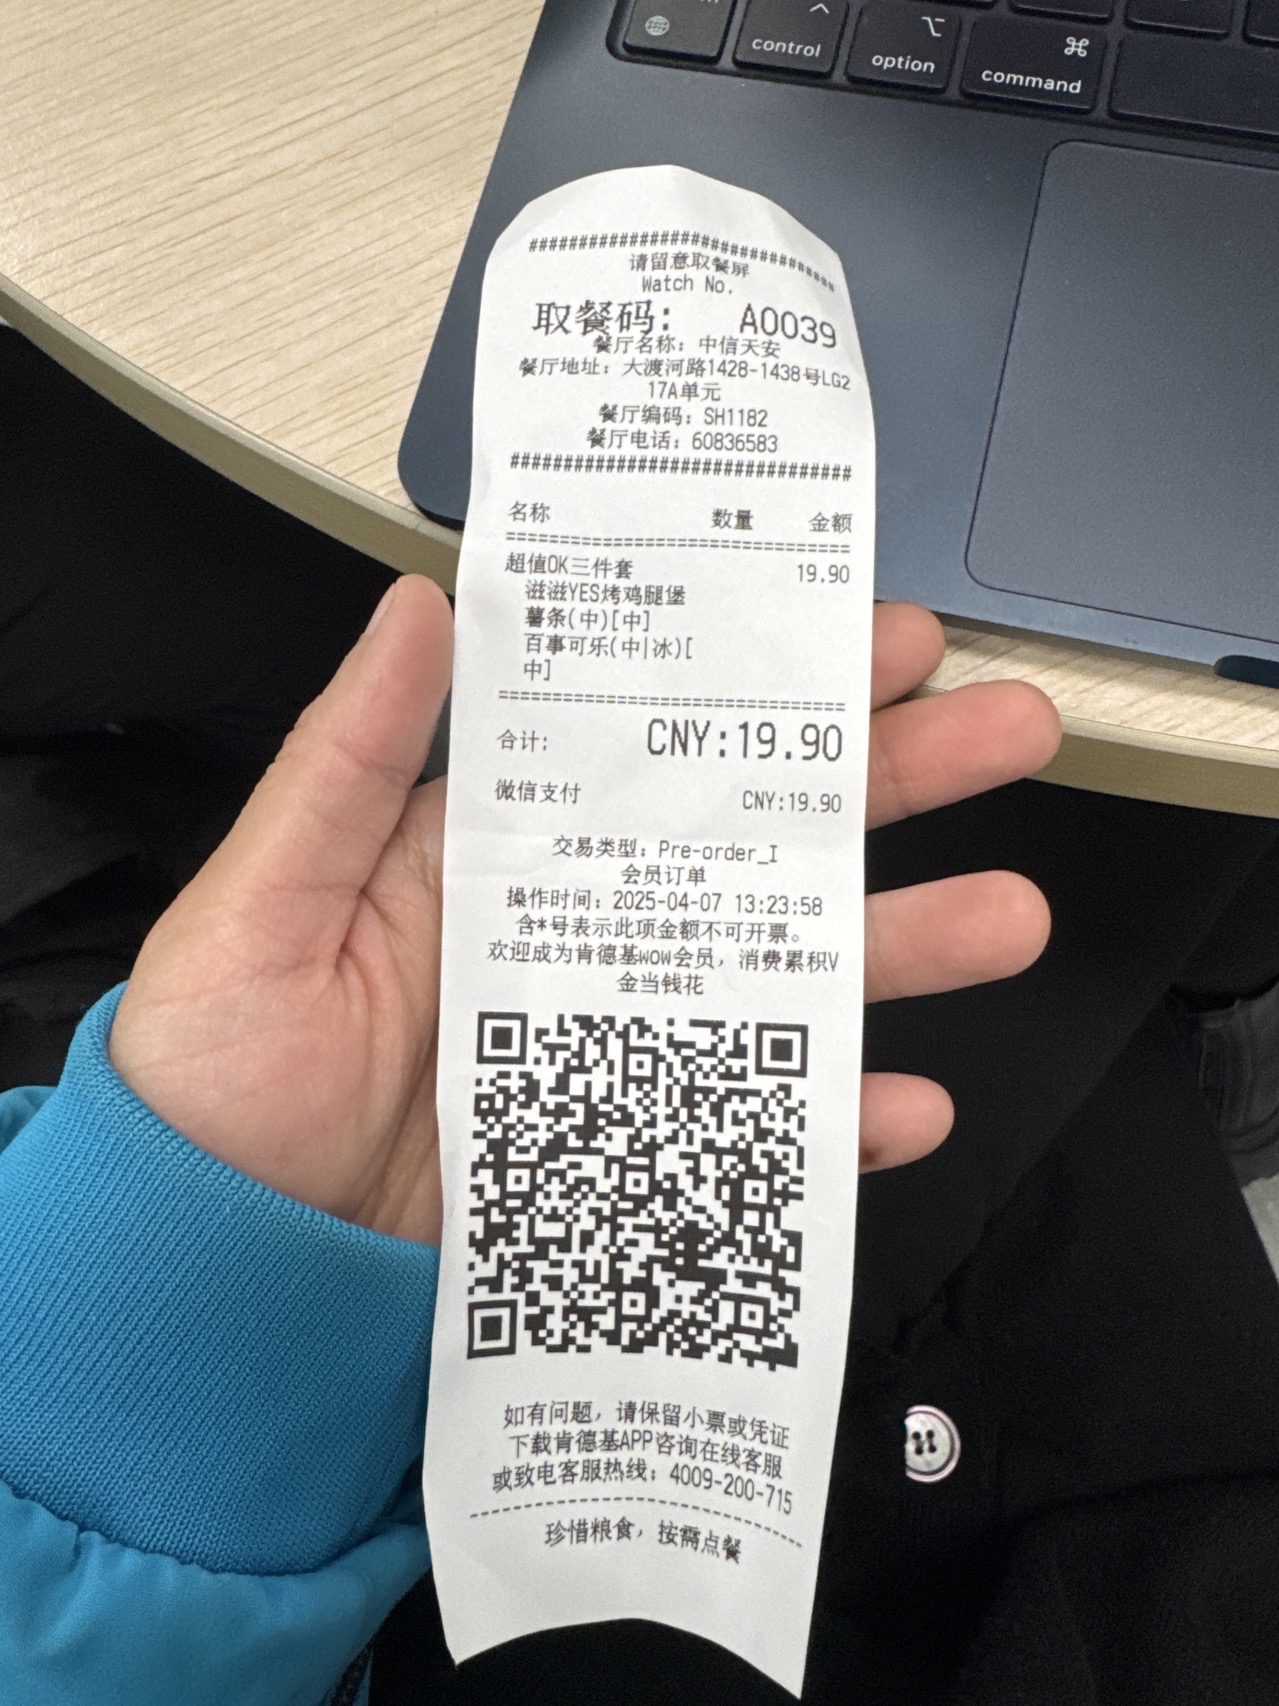 control
option
command
##############################
请留意取餐屏
Watch No.
取餐码: A0039
餐厅名称: 中信天安
餐厅地址: 大渡河路1428-1438号LG2
17A单元
餐厅编码: SH1182
餐厅电话: 60836583
##############################
名称 数量 金额
==============================
超值OK三件套 19.90
滋滋YES烤鸡腿堡
薯条(中)[中]
百事可乐(中|冰)[
中]
==============================
合计: CNY:19.90
微信支付 CNY:19.90
交易类型: Pre-order_I
会员订单
操作时间: 2025-04-07 13:23:58
含*号表示此项金额不可开票。
欢迎成为肯德基wow会员，消费累积V
金当钱花
如有问题，请保留小票或凭证
下载肯德基APP咨询在线客服
或致电客服热线: 4009-200-715
------------------------------
珍惜粮食，按需点餐